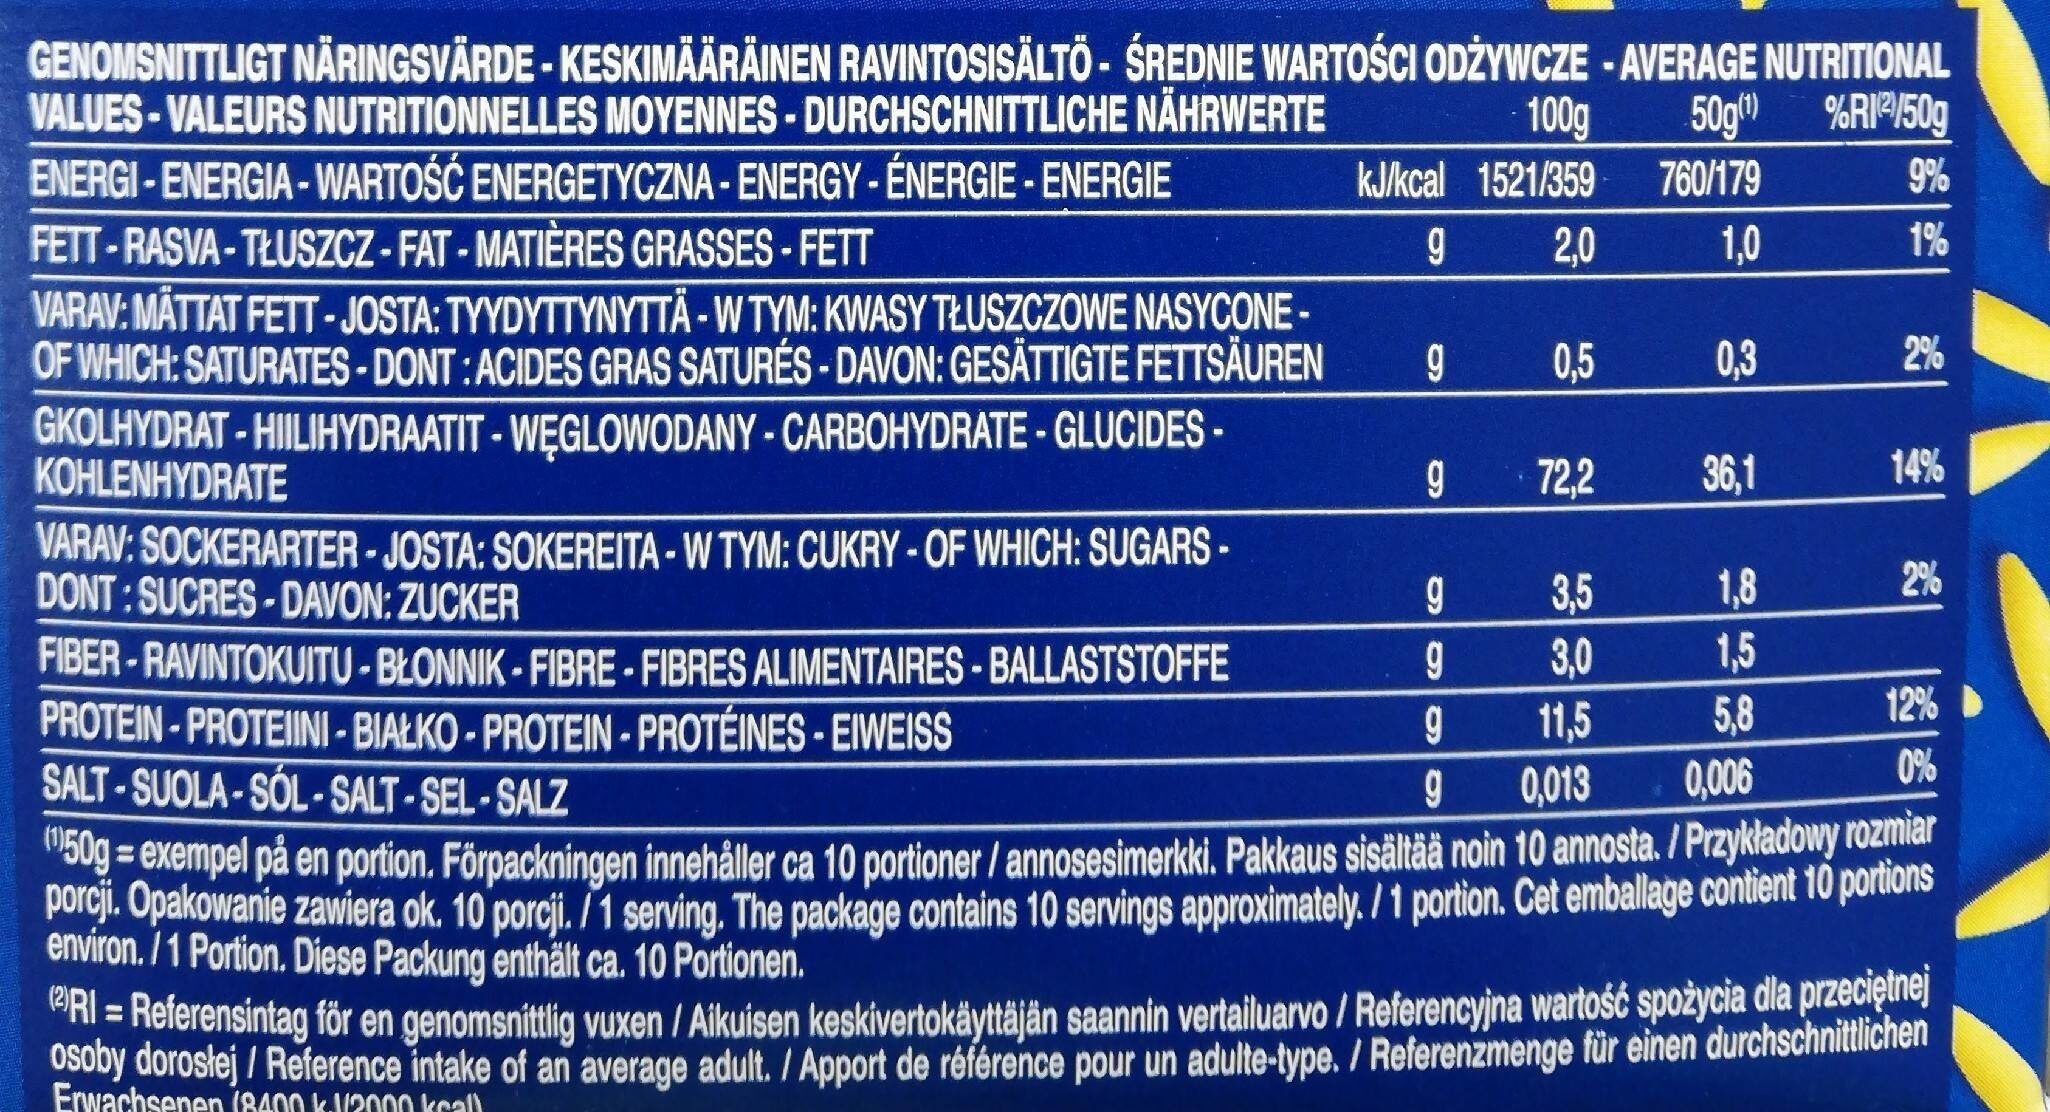 GENOMSNITTLIGT NÄRINGSVÄRDE - KESKIMÄÄRÄINEN RAVINTOSISÄLTÖ - ŚREDNIE WARTOŚCI ODŻYWCZE - AVERAGE NUTRITIONAL
VALUES - VALEURS NUTRITIONNELLES MOYENNES - DURCHSCHNITTLICHE NÄHRWERTE 100g 50g(1) %RI(2)/50g
ENERGI - ENERGIA - WARTOŚĆ ENERGETYCZNA - ENERGY - ÉNERGIE - ENERGIE kJ/kcal 1521/359 760/179 9%
FETT - RASVA - TŁUSZCZ - FAT - MATIÈRES GRASSES - FETT g 2,0 1,0 1%
VARAV: MÄTTAT FETT - JOSTA: TYYDYTTYNYTTÄ - W TYM: KWASY TŁUSZCZOWE NASYCONE -
OF WHICH: SATURATES - DONT : ACIDES GRAS SATURÉS - DAVON: GESÄTTIGTE FETTSÄUREN g 0,5 0,3 2%
GKOLHYDRAT - HIILIHYDRAATIT - WĘGLOWODANY - CARBOHYDRATE - GLUCIDES -
KOHLENHYDRATE g 72,2 36,1 14%
VARAV: SOCKERARTER - JOSTA: SOKEREITA - W TYM: CUKRY - OF WHICH: SUGARS -
DONT : SUCRES - DAVON: ZUCKER g 3,5 1,8 2%
FIBER - RAVINTOKUITU - BŁONNIK - FIBRE - FIBRES ALIMENTAIRES - BALLASTSTOFFE g 3,0 1,5
PROTEIN - PROTEIINI - BIAŁKO - PROTEIN - PROTÉINES - EIWEISS g 11,5 5,8 12%
SALT - SUOLA - SÓL - SALT - SEL - SALZ g 0,013 0,006 0%
(1)50g = exempel på en portion. Förpackningen innehåller ca 10 portioner / annosesimerkki. Pakkaus sisältää noin 10 annosta. / Przykładowy rozmiar
porcji. Opakowanie zawiera ok. 10 porcji. / 1 serving. The package contains 10 servings approximately. / 1 portion. Cet emballage contient 10 portions
environ. / 1 Portion. Diese Packung enthält ca. 10 Portionen.
(2)RI = Referensintag för en genomsnittlig vuxen / Aikuisen keskivertokäyttäjän saannin vertailuarvo / Referencyjna wartość spożycia dla przeciętnej
osoby dorosłej / Reference intake of an average adult. / Apport de référence pour un adulte-type. / Referenzmenge für einen durchschnittlichen
Erwachsenen (8400 kJ/2000 kcal)